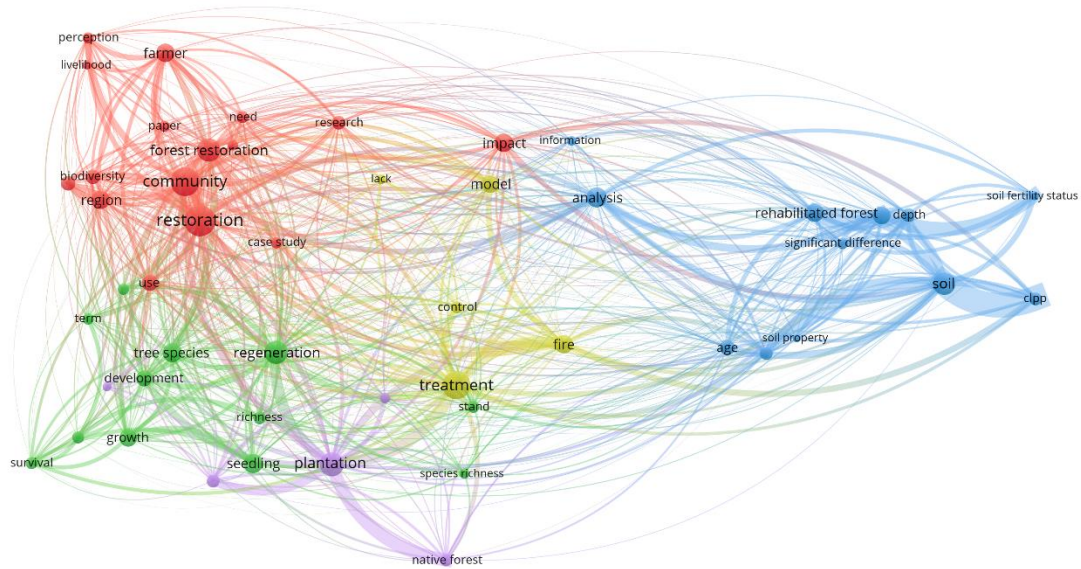 perception
livelihood
farmer
paper
need
research
forest restoration
impact
information
biodiversity
community
lack
model
region
analysis
soil fertility status
restoration
rehabilitated forest
depth
case study
significant difference
use
soil
clpp
term
control
tree species
regeneration
fire
age
soil property
development
treatment
richness
stand
growth
survival
seedling
plantation
species richness
native forest